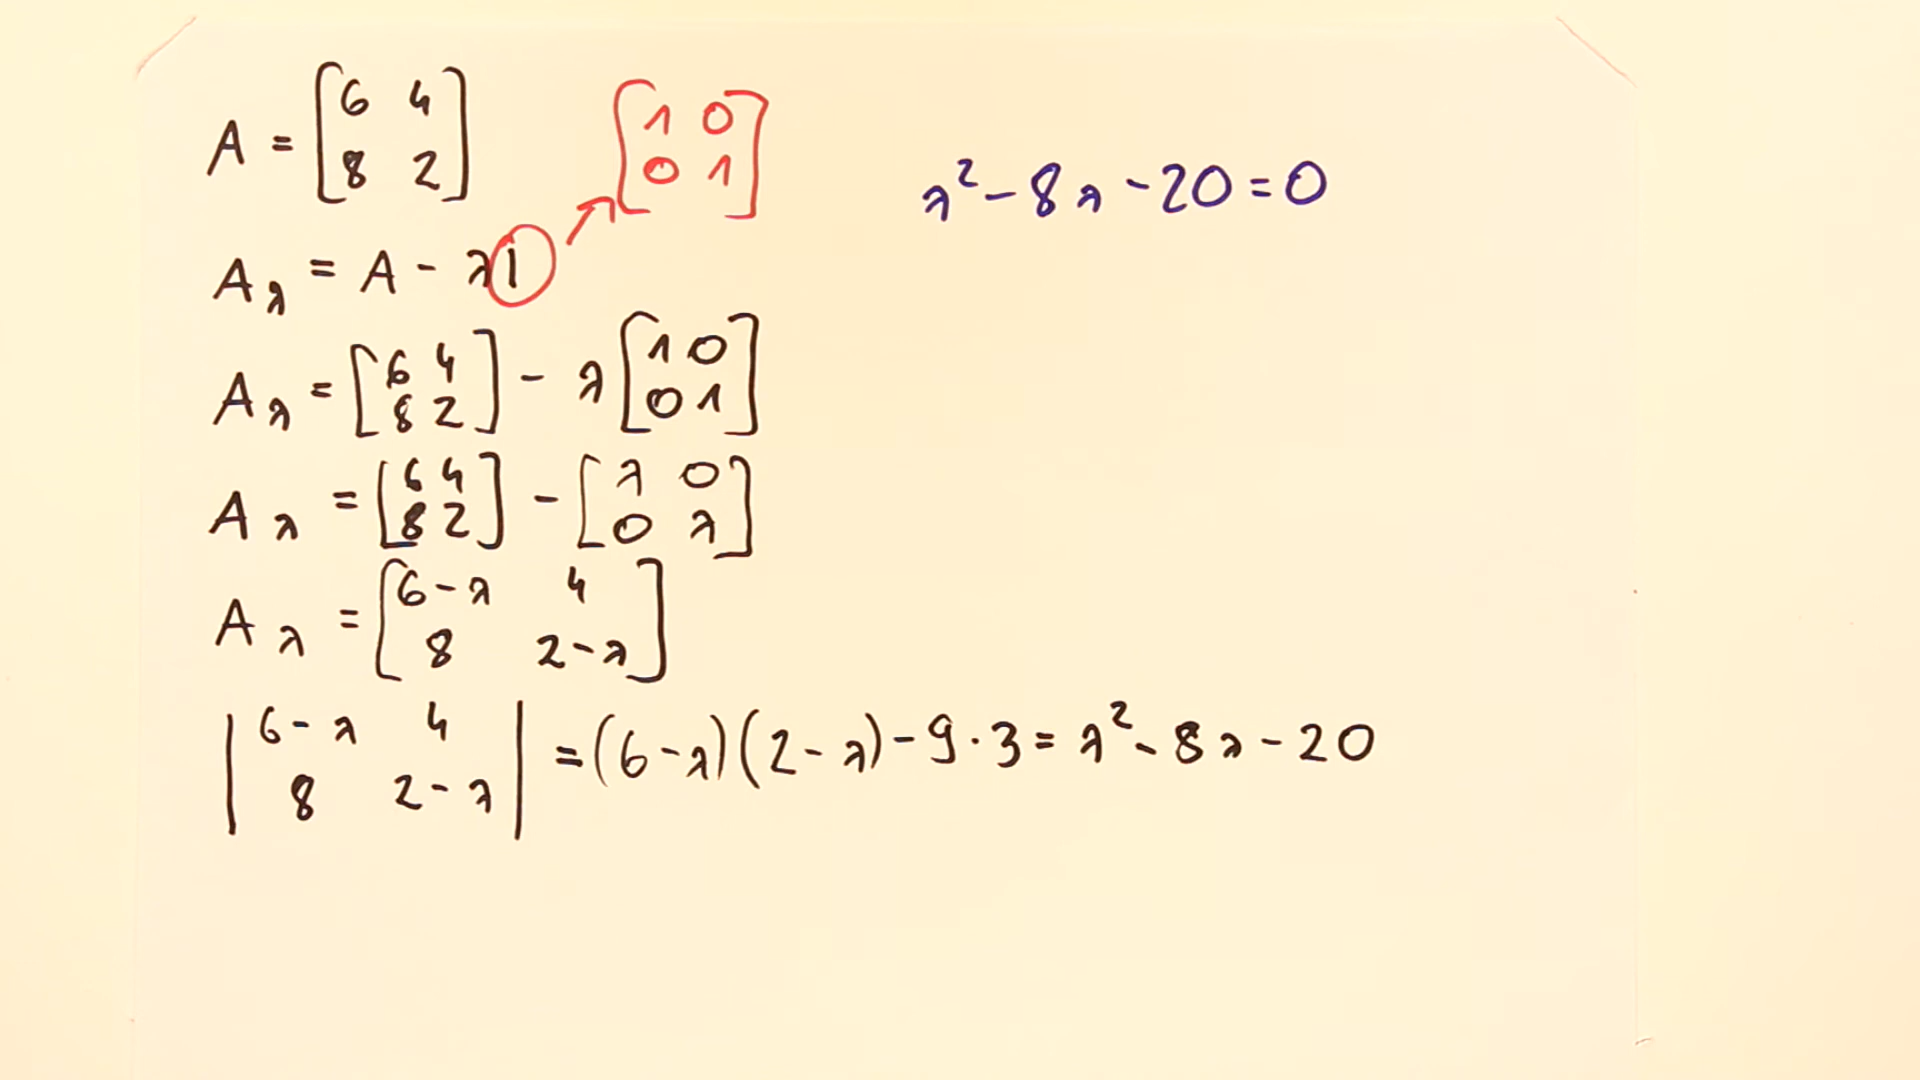 A = [6 4
8 2]
[1 0
0 1]
λ² - 8λ - 20 = 0
Aλ = A - λI
Aλ = [6 4
8 2] - λ [1 0
0 1]
Aλ = [6 4
8 2] - [λ 0
0 λ]
Aλ = [6-λ 4
8 2-λ]
|6-λ 4
8 2-λ| = (6-λ)(2-λ) - 9·3 = λ² - 8λ - 20